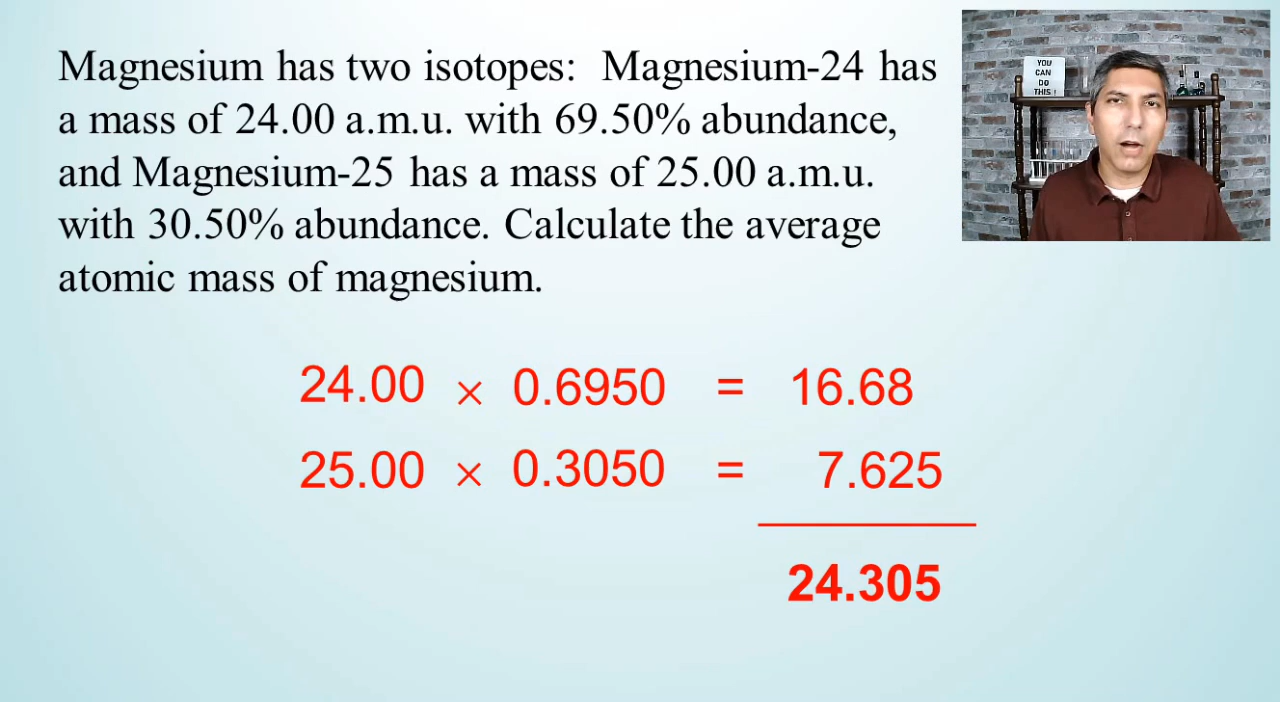 Magnesium has two isotopes: Magnesium-24 has
a mass of 24.00 a.m.u. with 69.50% abundance,
and Magnesium-25 has a mass of 25.00 a.m.u.
with 30.50% abundance. Calculate the average
atomic mass of magnesium.
YOU
CAN
DO
THIS !
24.00 × 0.6950 = 16.68
25.00 × 0.3050 = 7.625
24.305